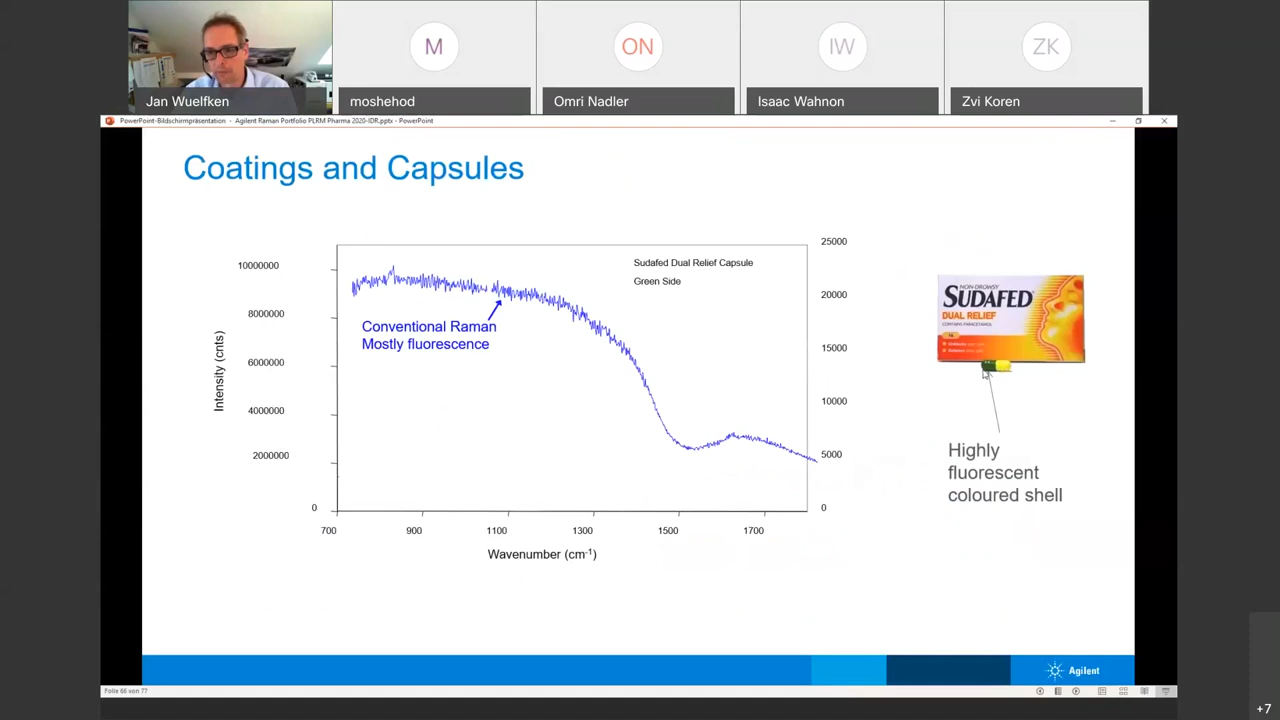 M
ON
IW
ZK
Jan Wuelfken
moshehod
Omri Nadler
Isaac Wahnon
Zvi Koren
PowerPoint-Bildschirmpräsentation - Agilent Raman Portfolio PLRM Pharma 2020-IDR.pptx - PowerPoint
Coatings and Capsules
Sudafed Dual Relief Capsule
Green Side
Conventional Raman
Mostly fluorescence
Intensity (cnts)
10000000
8000000
6000000
4000000
2000000
0
25000
20000
15000
10000
5000
0
700 900 1100 1300 1500 1700
Wavenumber (cm-1)
NON-DROWSY
SUDAFED
DUAL RELIEF
CONTAINS PARACETAMOL
Highly
fluorescent
coloured shell
Agilent
Folie 66 von 77
+7